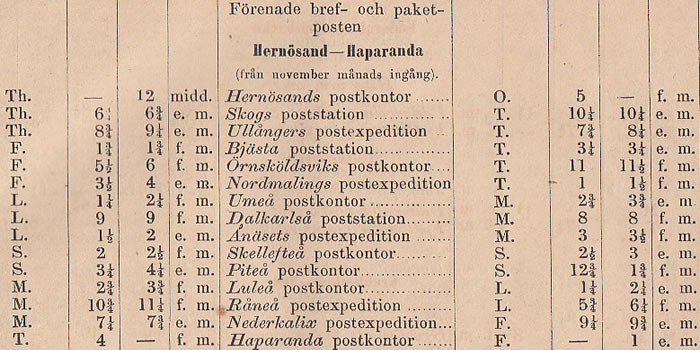 Förenade bref- och paket-
posten
Hernösand—Haparanda
(från november månads ingång).
Th. — 12 midd. Hernösands postkontor ....... O. 5 — f. m.
Th. 6¼ 6¾ e. m. Skogs poststation ............. T. 10¼ 10¼ e. m.
Th. 8¾ 9¼ e. m. Ullångers postexpedition T. 7¾ 8¼ e. m.
F. 1¾ 1¾ f. m. Bjästa poststation ............ T. 3¼ 3¼ e. m.
F. 5½ 6 f. m. Örnsköldsviks postkontor... T. 11 11½ f. m.
F. 3½ 4 e. m. Nordmalings postexpedition T. 1 1½ f. m.
L. 1¼ 2¼ f. m. Umeå postkontor ............... M. 2¾ 3¾ e. m.
L. 9 9 f. m. Dalkarlså poststation......... M. 8 8 f. m.
L. 1½ 2 e. m. Ånäsets postexpedition ...... M. 3 3½ f. m.
S. 2 2½ f. m. Skellefteå postkontor.......... S. 2½ 3 e. m.
S. 3¼ 4¼ e. m. Piteå postkontor................ S. 12¾ 1¾ f. m.
M. 2¾ 3¾ f. m. Luleå postkontor............... L. 1¼ 2¼ e. m.
M. 10¾ 11¼ f. m. Råneå postexpedition ......... L. 5¾ 6¼ f. m.
M. 7¼ 7¾ e. m. Nederkalix postexpedition... F. 9¼ 9¾ e. m.
T. 4 — f. m. Haparanda postkontor ....... F. — 1 e. m.